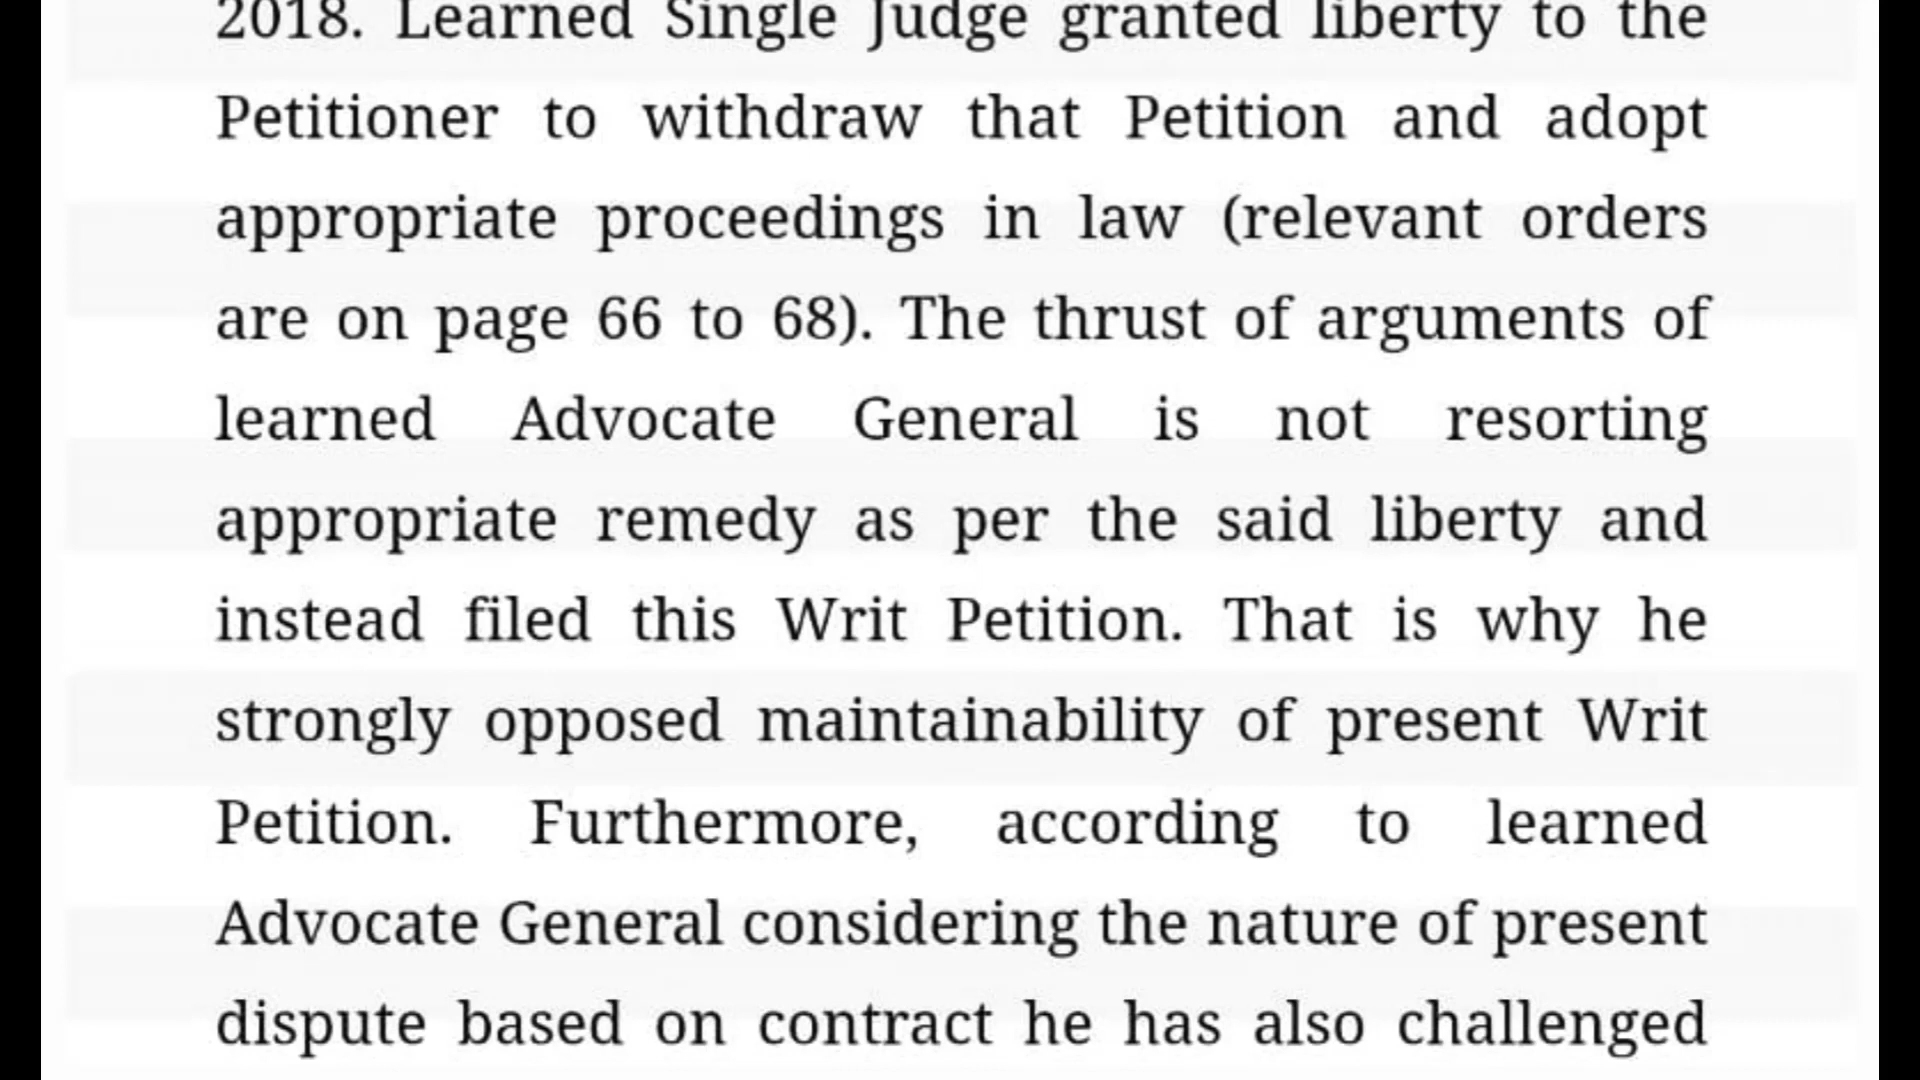 2018. Learned Single Judge granted liberty to the
Petitioner to withdraw that Petition and adopt
appropriate proceedings in law (relevant orders
are on page 66 to 68). The thrust of arguments of
learned Advocate General is not resorting
appropriate remedy as per the said liberty and
instead filed this Writ Petition. That is why he
strongly opposed maintainability of present Writ
Petition. Furthermore, according to learned
Advocate General considering the nature of present
dispute based on contract he has also challenged